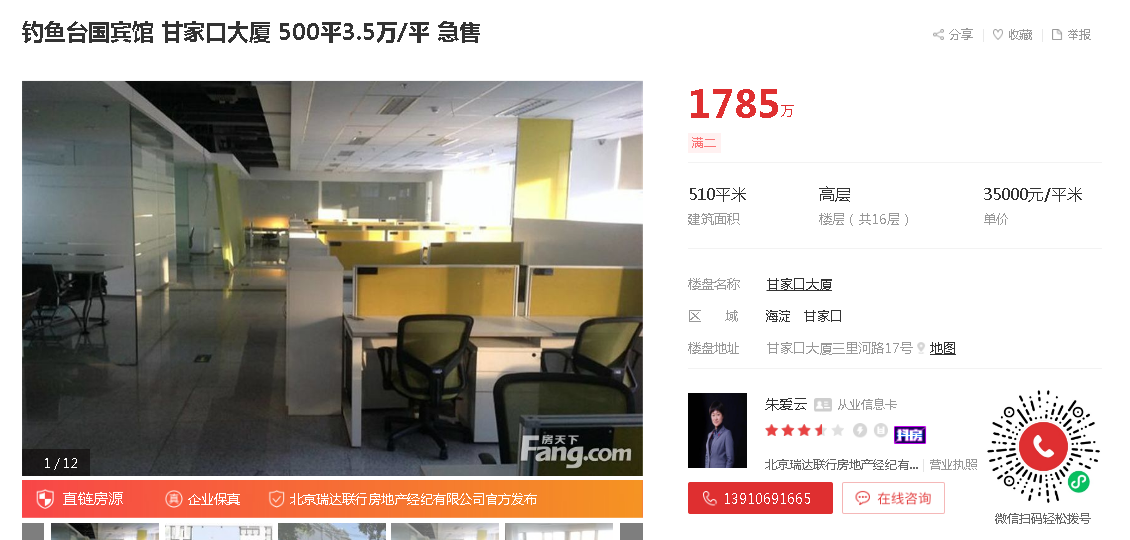 钓鱼台国宾馆 甘家口大厦 500平3.5万/平 急售
分享 收藏 举报
1785万
满二
510平米 高层 35000元/平米
建筑面积 楼层（共16层） 单价
楼盘名称 甘家口大厦
区 域 海淀 甘家口
楼盘地址 甘家口大厦三里河路17号 地图
朱爱云 从业信息卡
抖房
北京瑞达联行房地产经纪有... 营业执照
13910691665 在线咨询
微信扫码轻松拨号
房天下
Fang.com
1 / 12
直链房源 真 企业保真 北京瑞达联行房地产经纪有限公司官方发布